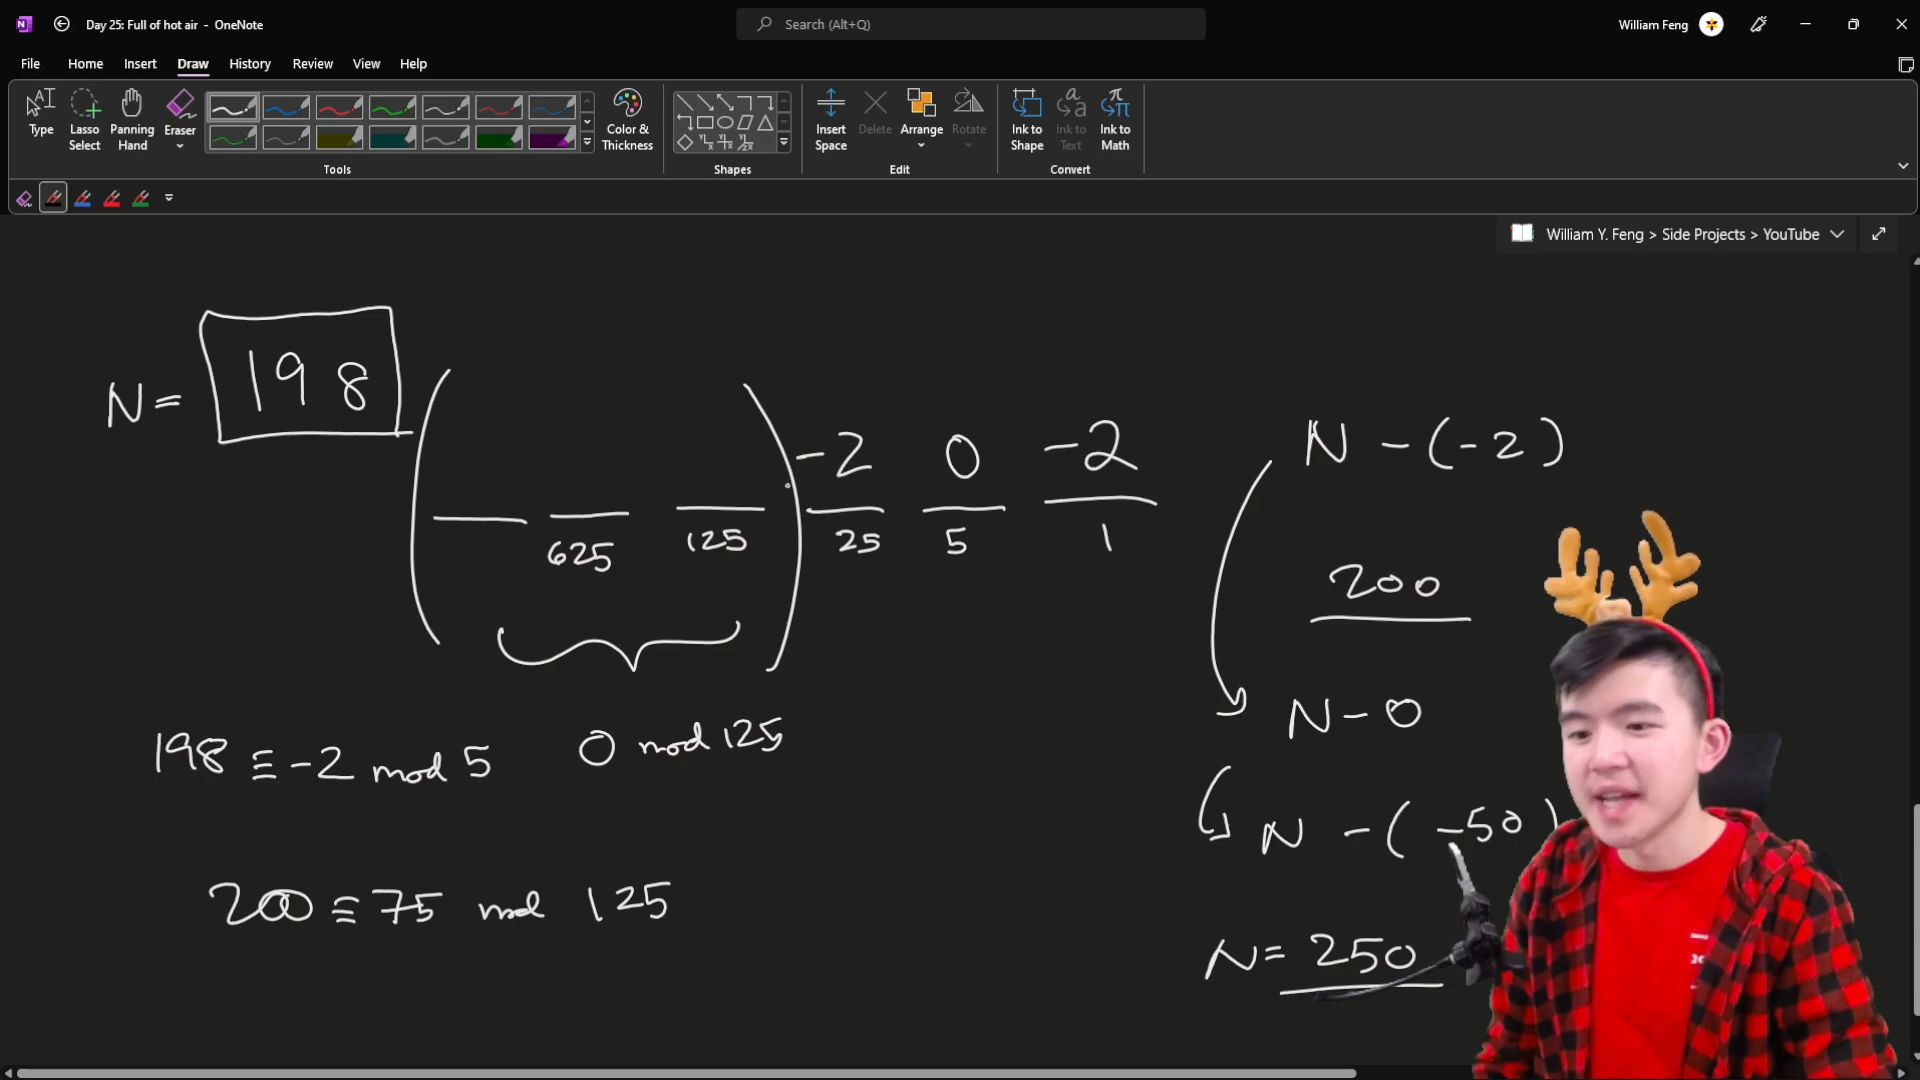 Day 25: Full of hot air - OneNote
Search (Alt+Q)
William Feng
File Home Insert Draw History Review View Help
Type
Lasso Select
Panning Hand
Eraser
Color & Thickness
Insert Space
Delete
Arrange
Rotate
Ink to Shape
Ink to Text
Ink to Math
Tools
Shapes
Edit
Convert
William Y. Feng > Side Projects > YouTube
N = 198
( 625 125 ) -2 0 -2
25 5 1
N - (-2)
200
N - 0
198 ≡ -2 mod 5
0 mod 125
N - (-50)
200 ≡ 75 mod 125
N = 250